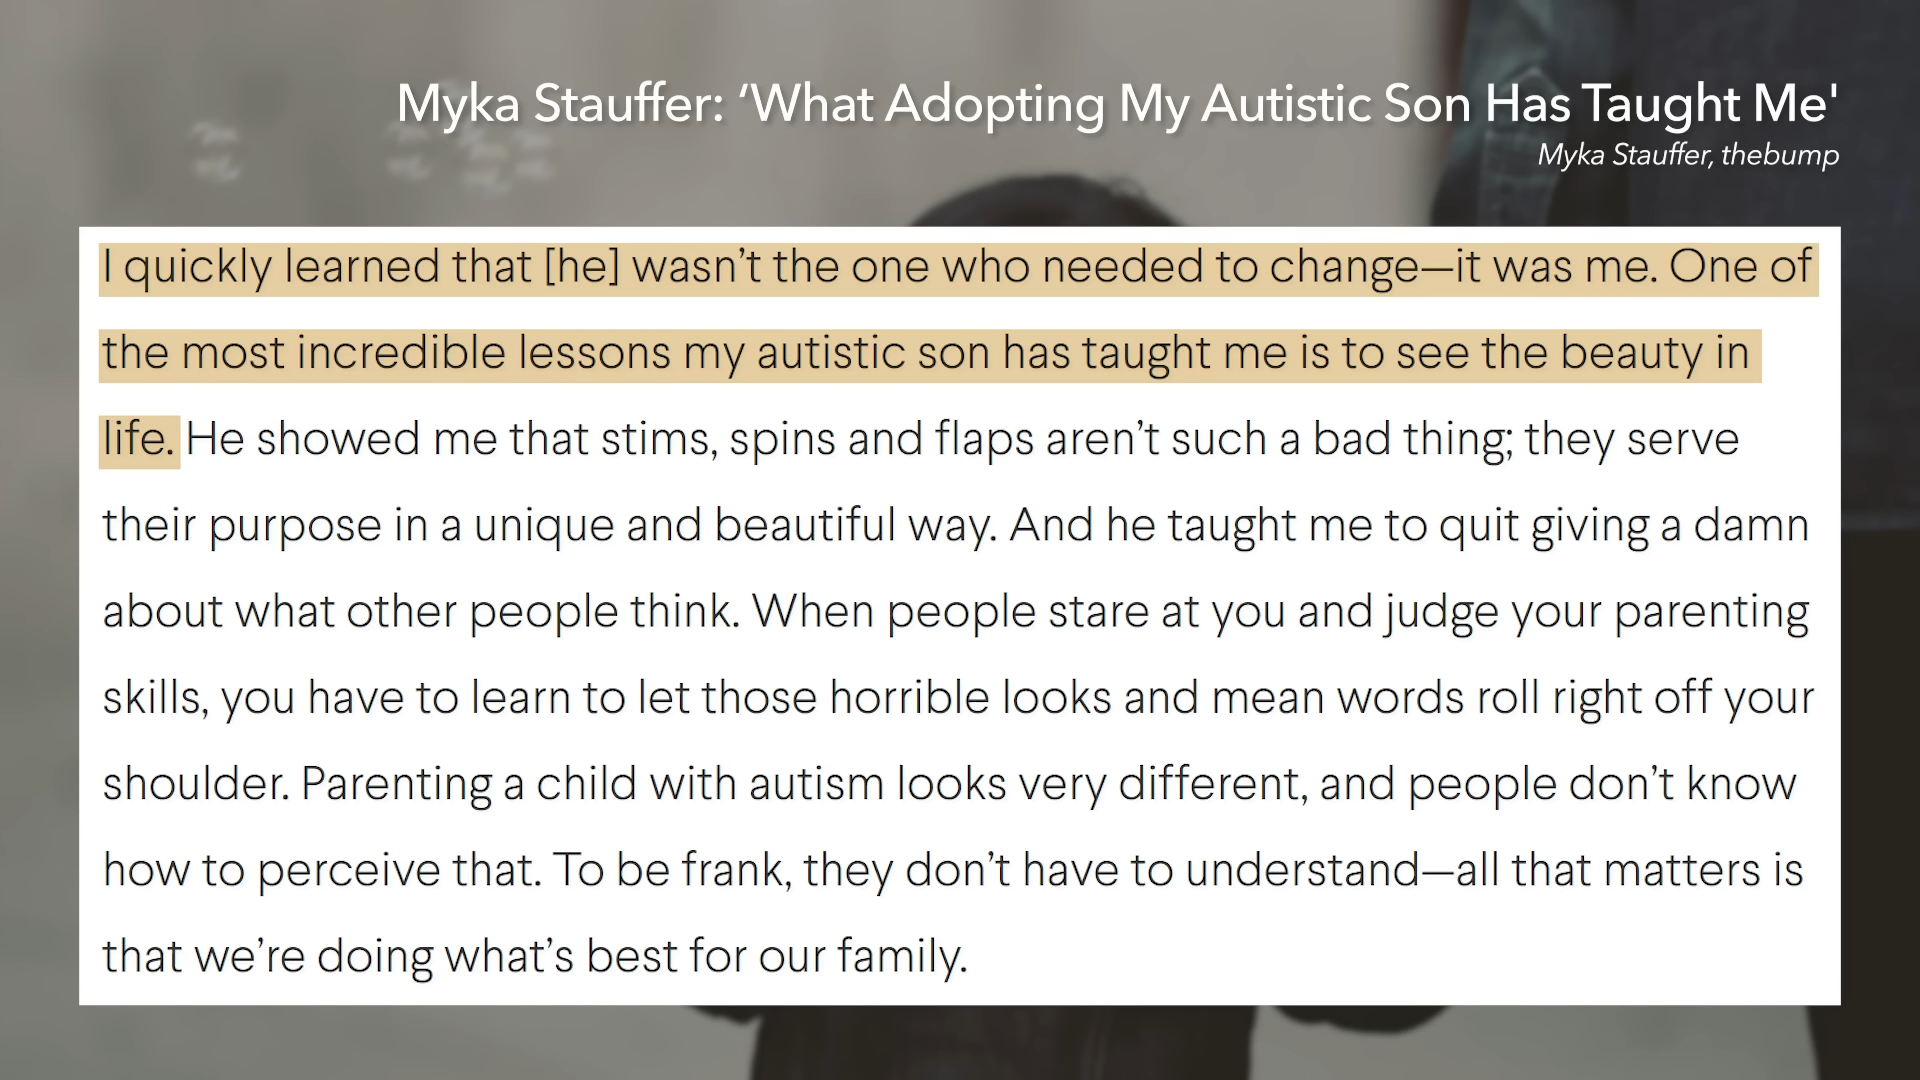 Myka Stauffer: ‘What Adopting My Autistic Son Has Taught Me'
Myka Stauffer, thebump
I quickly learned that [he] wasn’t the one who needed to change—it was me. One of
the most incredible lessons my autistic son has taught me is to see the beauty in
life. He showed me that stims, spins and flaps aren’t such a bad thing; they serve
their purpose in a unique and beautiful way. And he taught me to quit giving a damn
about what other people think. When people stare at you and judge your parenting
skills, you have to learn to let those horrible looks and mean words roll right off your
shoulder. Parenting a child with autism looks very different, and people don’t know
how to perceive that. To be frank, they don’t have to understand—all that matters is
that we’re doing what’s best for our family.